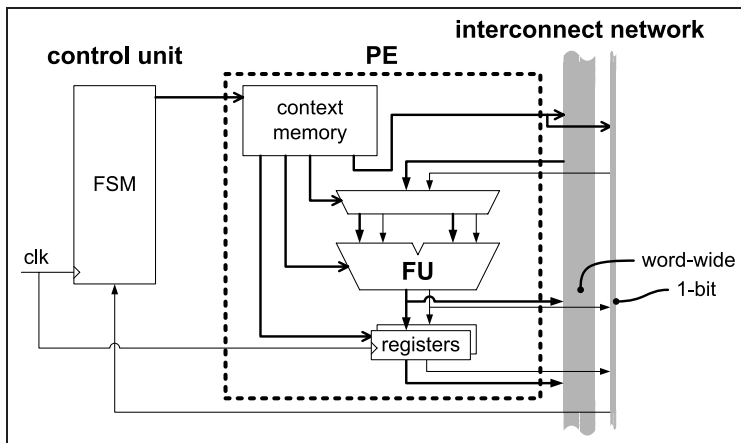 interconnect network
control unit
PE
context
memory
FSM
clk
FU
word-wide
1-bit
registers